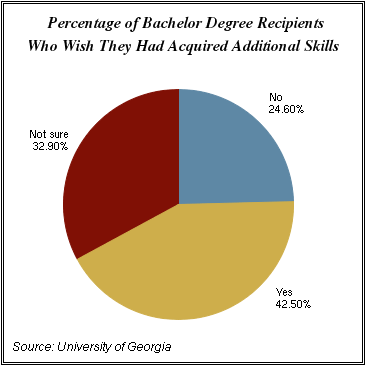 Percentage of Bachelor Degree Recipients
Who Wish They Had Acquired Additional Skills
No
24.60%
Not sure
32.90%
Yes
42.50%
Source: University of Georgia